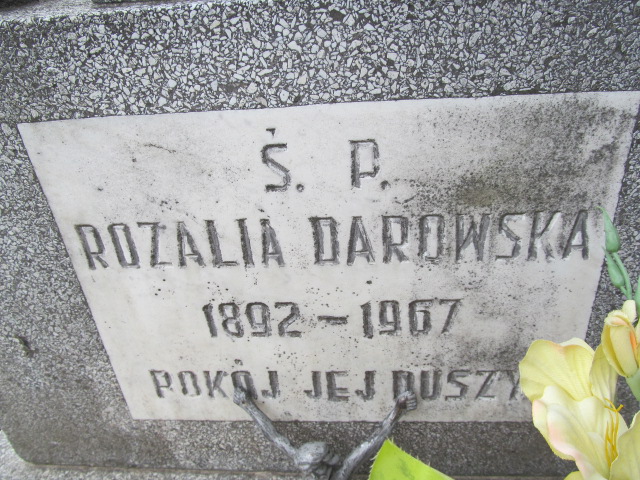 Ś. P.
ROZALIA DAROWSKA
1892 – 1967
POKÓJ JEJ DUSZY